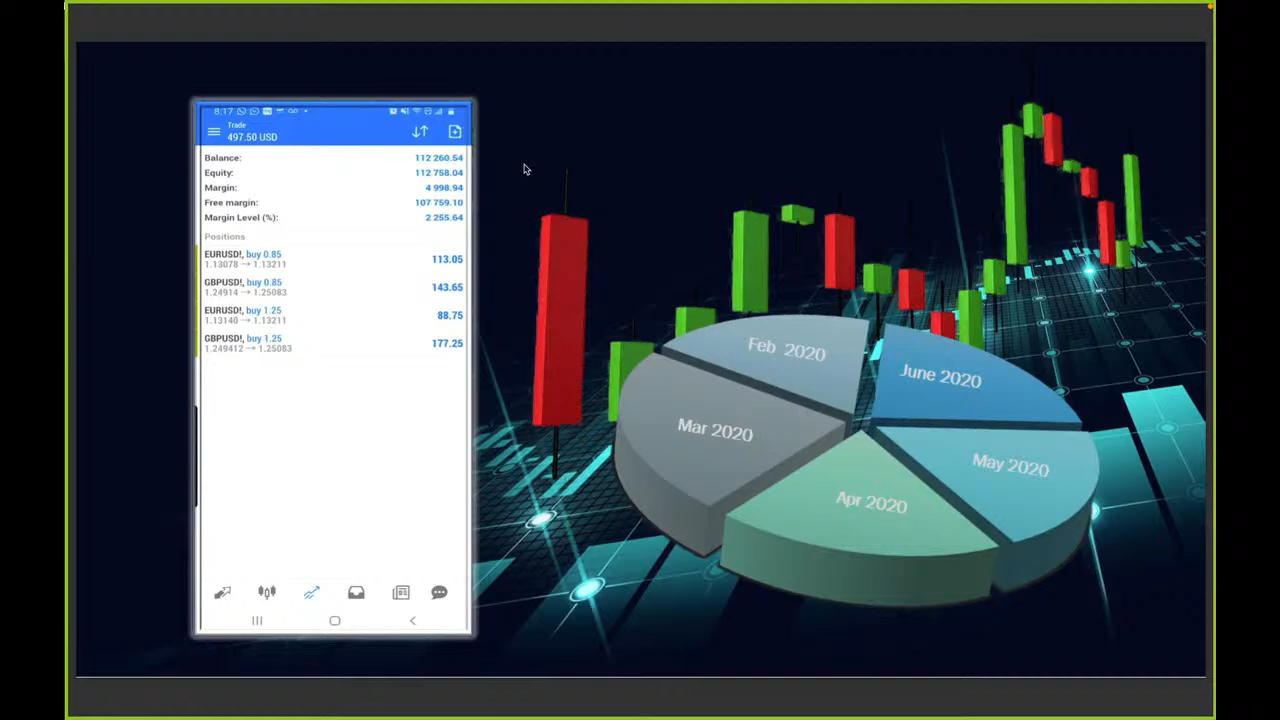 8:17
Trade
497.50 USD
Balance: 112 260.54
Equity: 112 758.04
Margin: 4 998.94
Free margin: 107 759.10
Margin Level (%): 2 255.64
Positions
EURUSD!, buy 0.85 113.05
1.13078 → 1.13211
GBPUSD!, buy 0.85 143.65
1.24914 → 1.25083
EURUSD!, buy 1.25 88.75
1.13140 → 1.13211
GBPUSD!, buy 1.25 177.25
1.249412 → 1.25083
Feb 2020
June 2020
Mar 2020
May 2020
Apr 2020